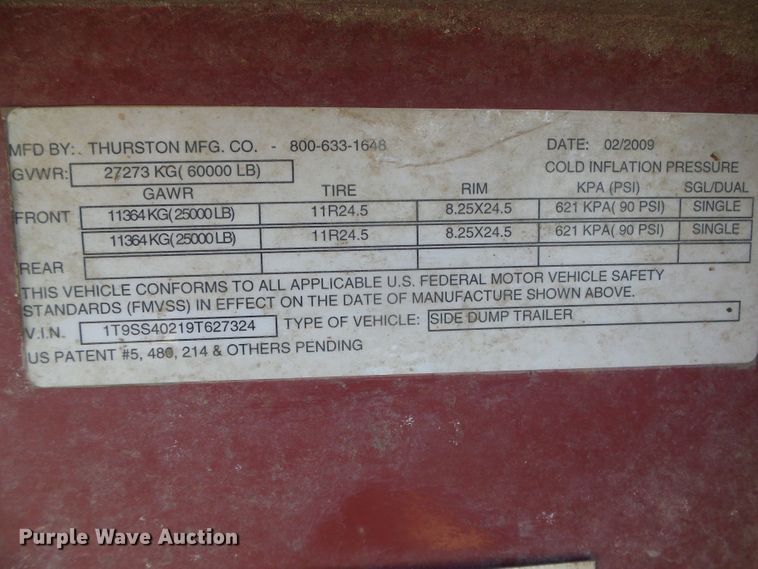 MFD BY:. THURSTON MFG. CO. - 800-633-1648 DATE: 02/2009
GVWR: 27273 KG( 60000 LB) COLD INFLATION PRESSURE
GAWR TIRE RIM KPA (PSI) SGL/DUAL
FRONT 11364 KG( 25000 LB) 11R24.5 8.25X24.5 621 KPA( 90 PSI) SINGLE
11364 KG( 25000 LB) 11R24.5 8.25X24.5 621 KPA( 90 PSI) SINGLE
REAR
THIS VEHICLE CONFORMS TO ALL APPLICABLE U.S. FEDERAL MOTOR VEHICLE SAFETY
STANDARDS (FMVSS) IN EFFECT ON THE DATE OF MANUFACTURE SHOWN ABOVE.
V.I.N. 1T9SS40219T627324 TYPE OF VEHICLE: SIDE DUMP TRAILER
US PATENT #5, 480, 214 & OTHERS PENDING
Purple Wave Auction